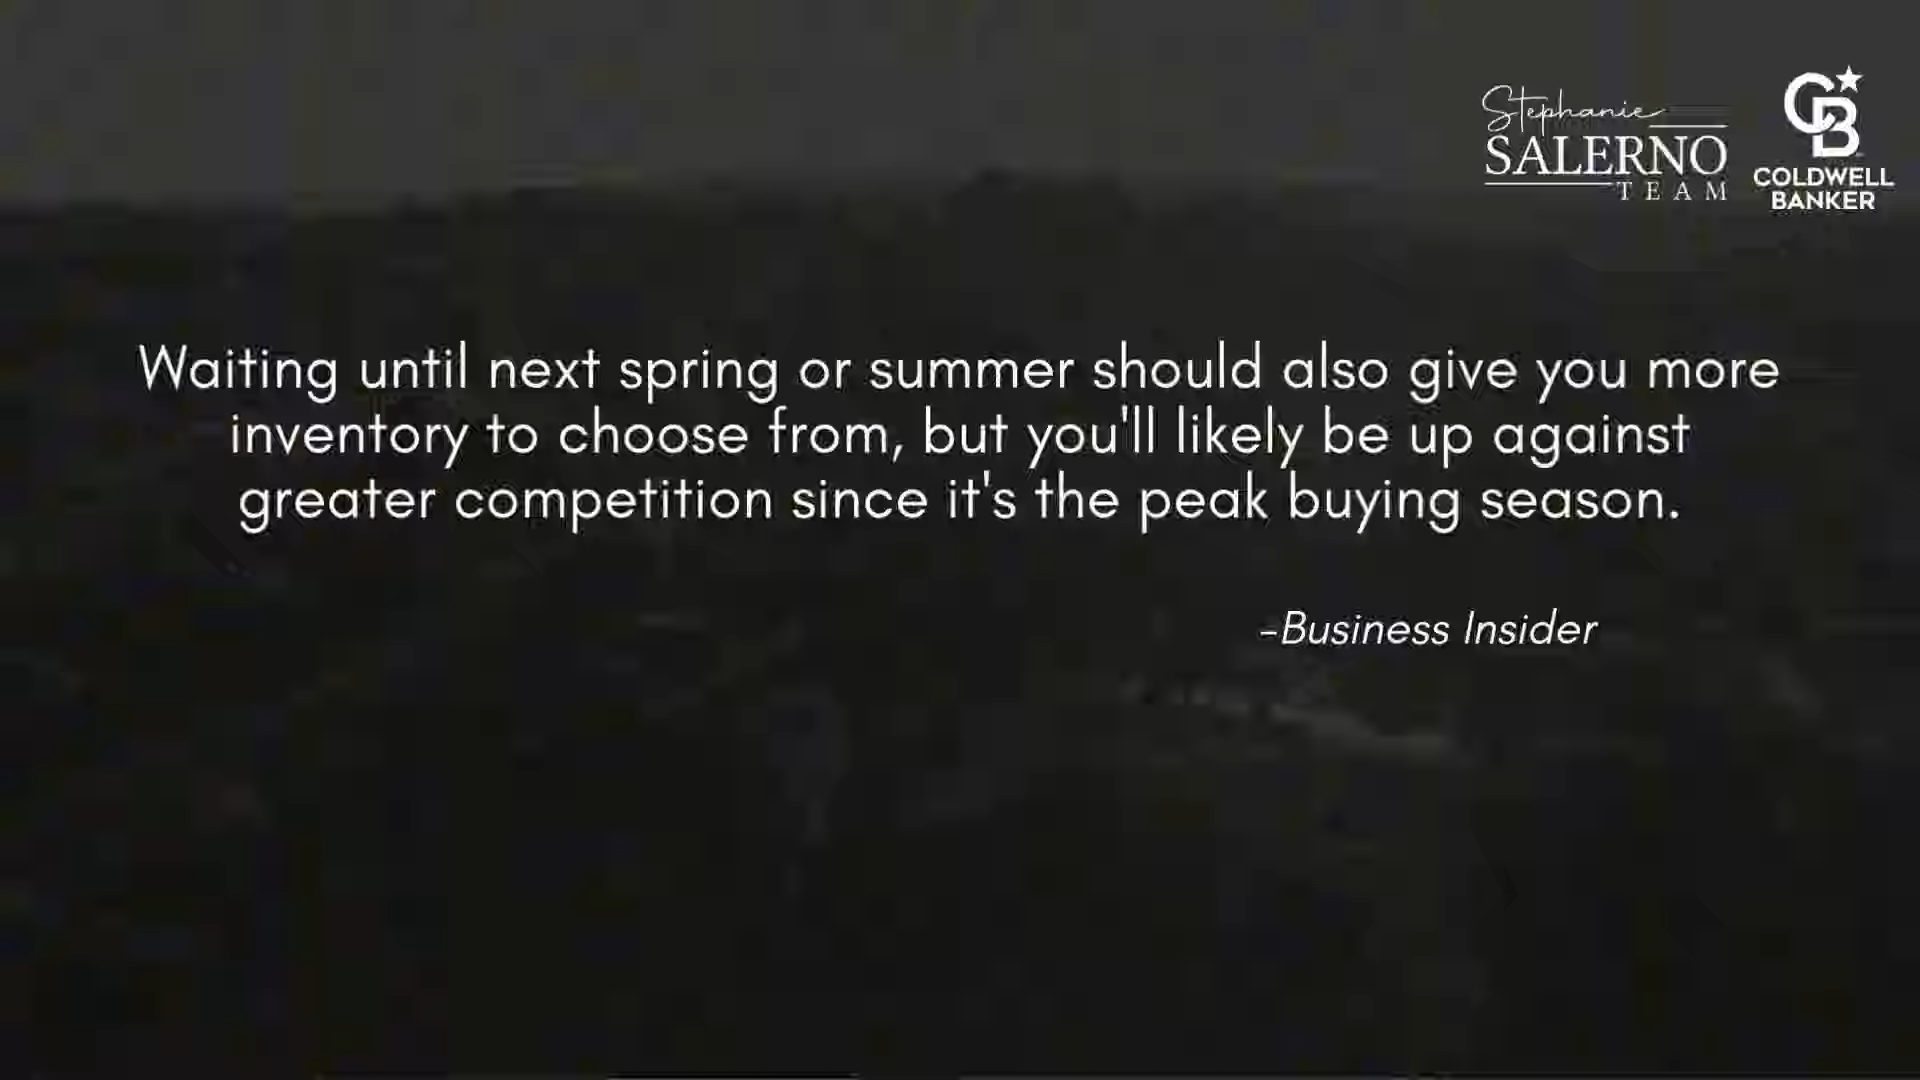 Stephanie
SALERNO
TEAM
CB
COLDWELL
BANKER
Waiting until next spring or summer should also give you more
inventory to choose from, but you'll likely be up against
greater competition since it's the peak buying season.
-Business Insider